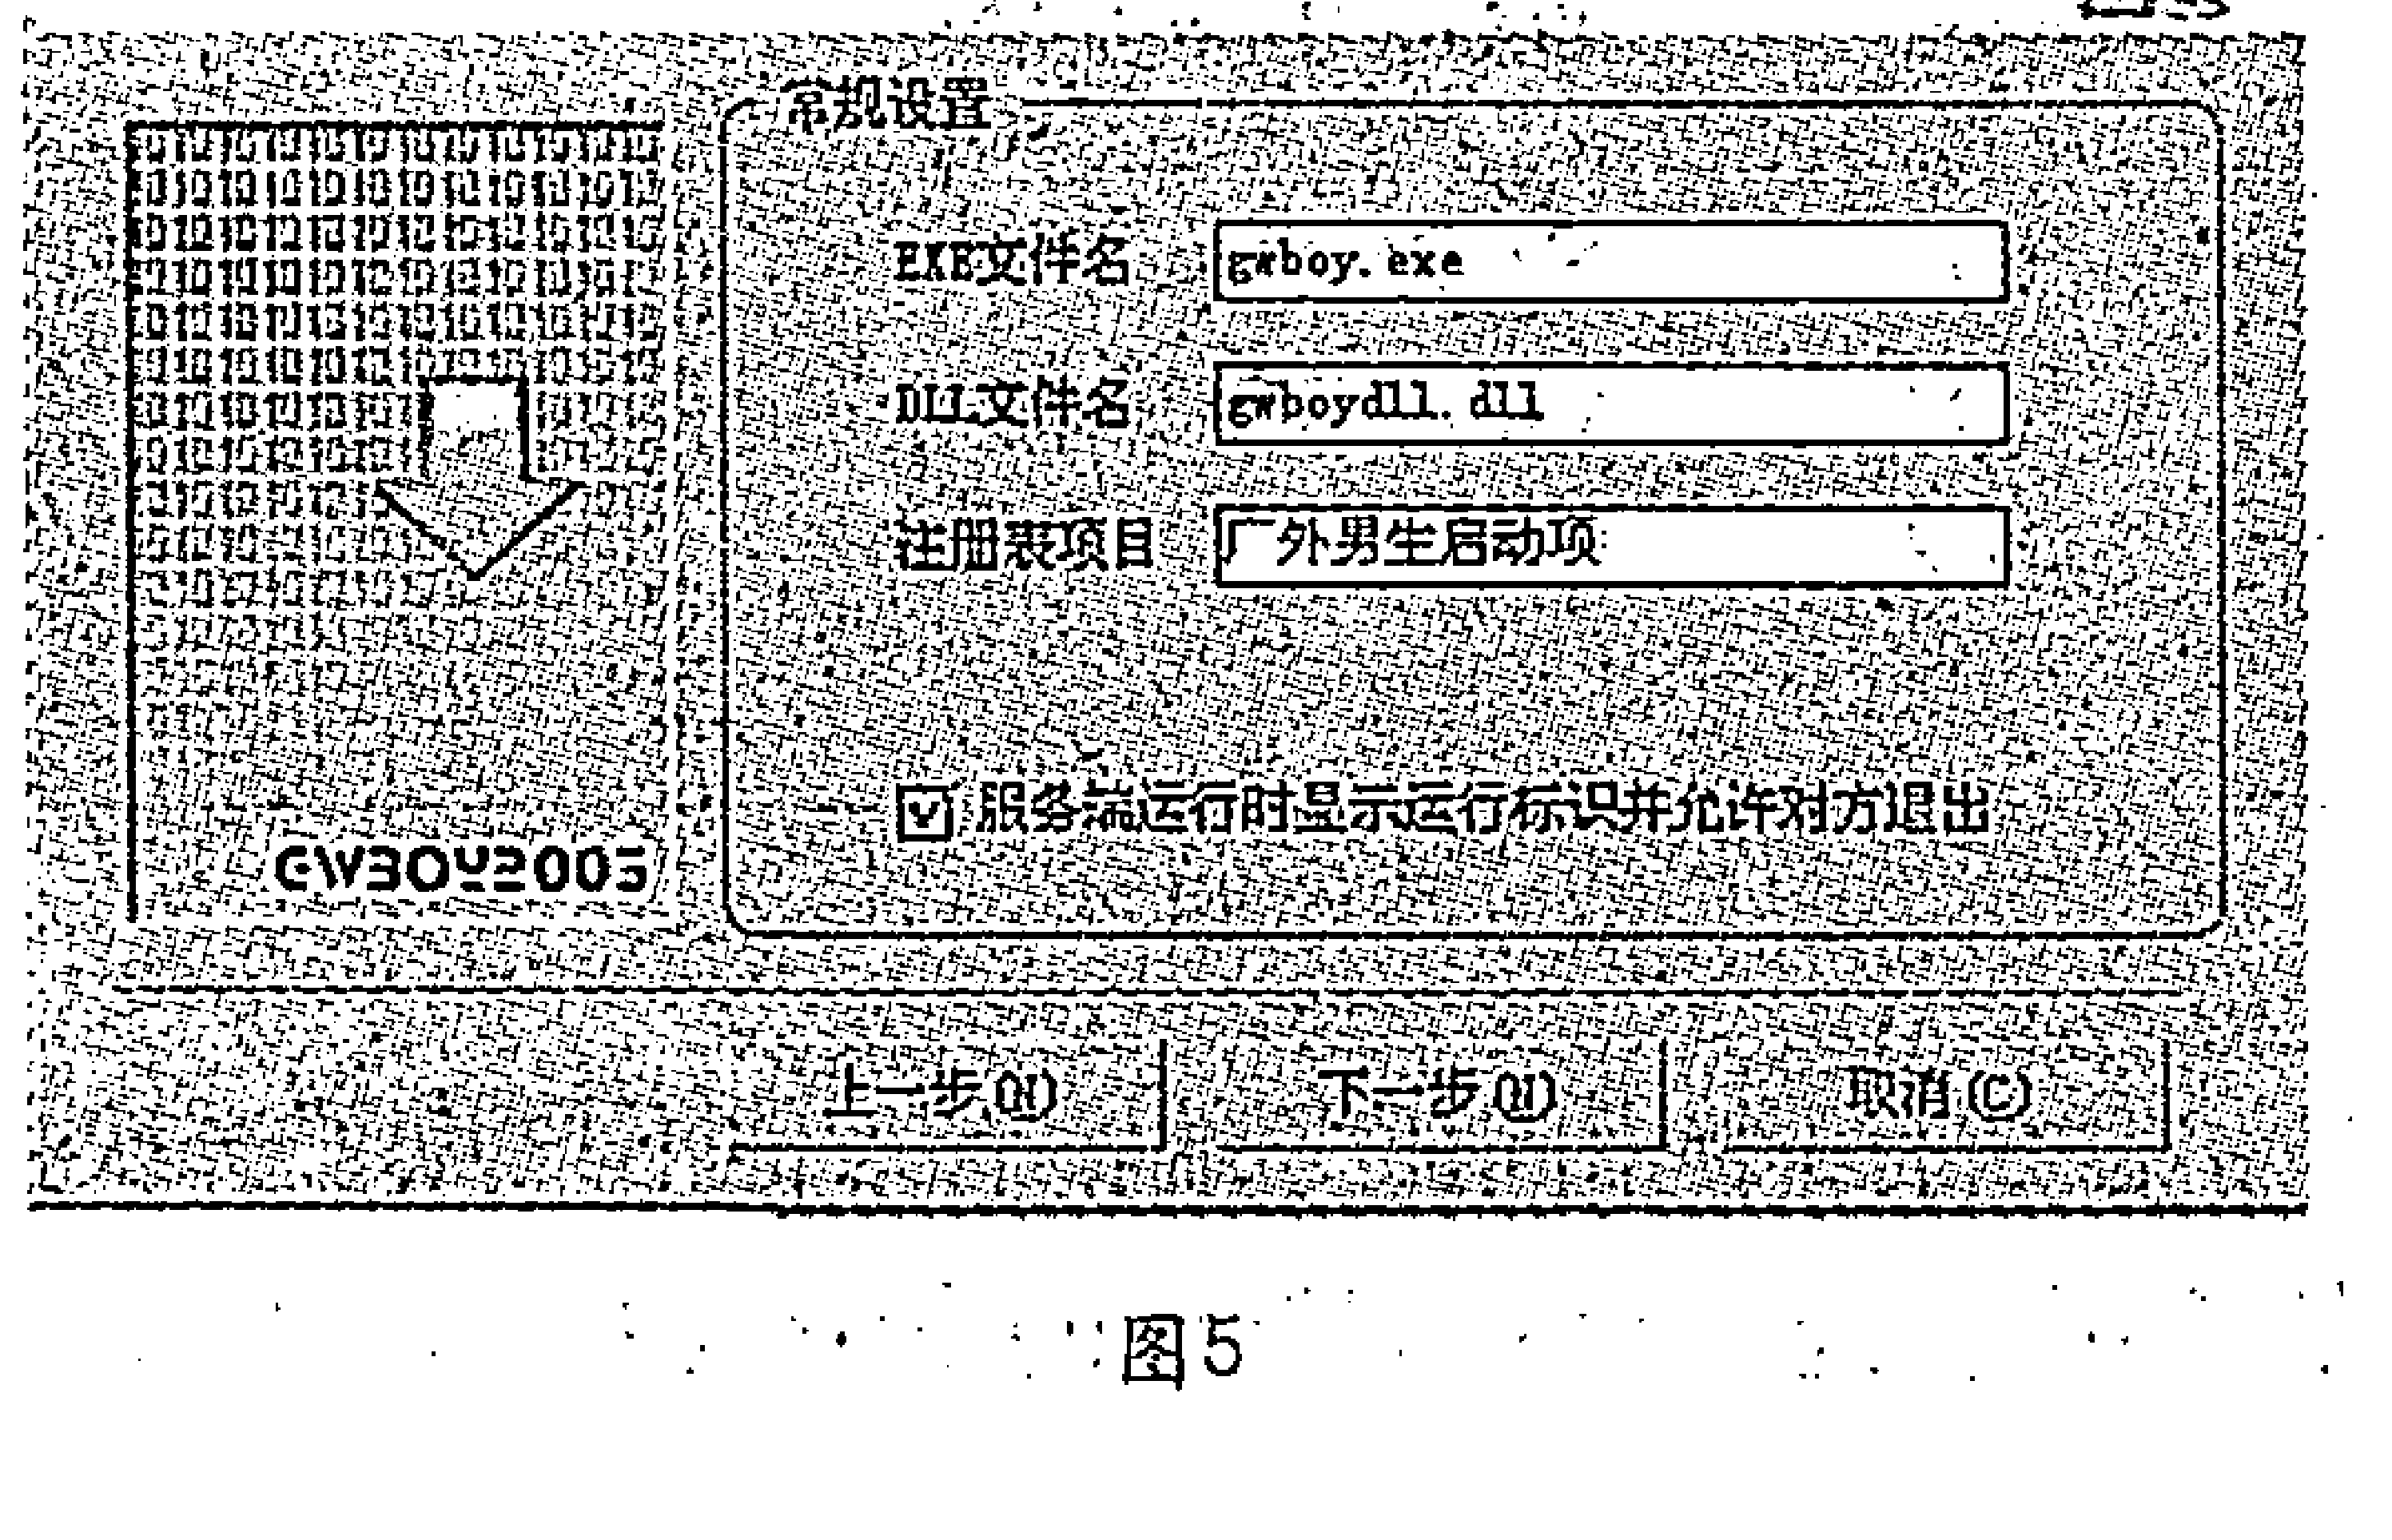 常规设置
EXE文件名 gwboy.exe
DLL文件名 gwboydll.dll
注册表项目 广外男生启动项
服务端运行时显示运行标识并允许对方退出
GWBOY2005
上一步(N) 下一步(N) 取消(C)
图5